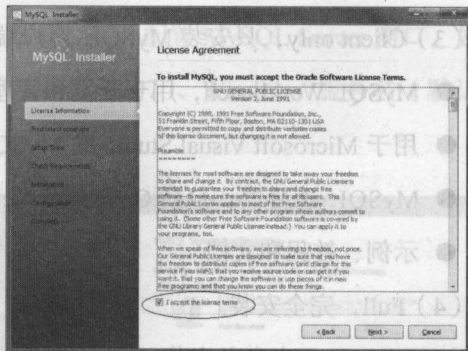 MySQL Installer
MySQL. Installer
License Agreement
To install MySQL, you must accept the Oracle Software License Terms.
License Information
Find latest products
Setup Type
Check Requirements
Installation
Configuration
GNU GENERAL PUBLIC LICENSE
Version 2, June 1991
Copyright (C) 1989, 1991 Free Software Foundation, Inc.,
51 Franklin Street, Fifth Floor, Boston, MA 02110-1301 USA
Everyone is permitted to copy and distribute verbatim copies
of this license document, but changing it is not allowed.
Preamble
========
The licenses for most software are designed to take away your freedom
to share and change it. By contract, the GNU General Public License is
intended to guarantee your freedom to share and change free
software--to make sure the software is free for all its users. This
General Public License applies to most of the Free Software
Foundation's software and to any other program whose authors commit to
using it. (Some other Free Software Foundation software is covered by
the GNU Library General Public License instead.) You can apply it to
your programs, too.
When we speak of free software, we are referring to freedom, not price.
Our General Public Licenses are designed to make sure that you have
the freedom to distribute copies of free software (and charge for this
service if you wish), that you receive source code or can get it if you
want it, that you can change the software or use pieces of it in new
free programs; and that you know you can do these things.
I accept the license terms
< Back
Next >
Cancel